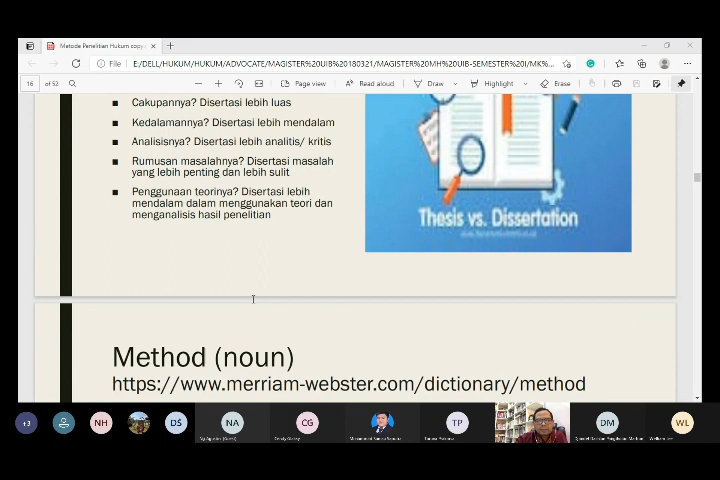 Metode Penelitian Hukum copy
File
E:/DELL/HUKUM/HUKUM/ADVOCATE/MAGISTER%20UIB%20180321/MAGISTER%20MH%20UIB-SEMESTER%20I/MK%...
16 of 52
Page view
Read aloud
Draw
Highlight
Erase
■ Cakupannya? Disertasi lebih luas
■ Kedalamannya? Disertasi lebih mendalam
■ Analisisnya? Disertasi lebih analitis/ kritis
■ Rumusan masalahnya? Disertasi masalah
yang lebih penting dan lebih sulit
■ Penggunaan teorinya? Disertasi lebih
mendalam dalam menggunakan teori dan
menganalisis hasil penelitian
Thesis vs. Dissertation
Method (noun)
https://www.merriam-webster.com/dictionary/method
+3
NH
DS
NA
CG
TP
DM
WL